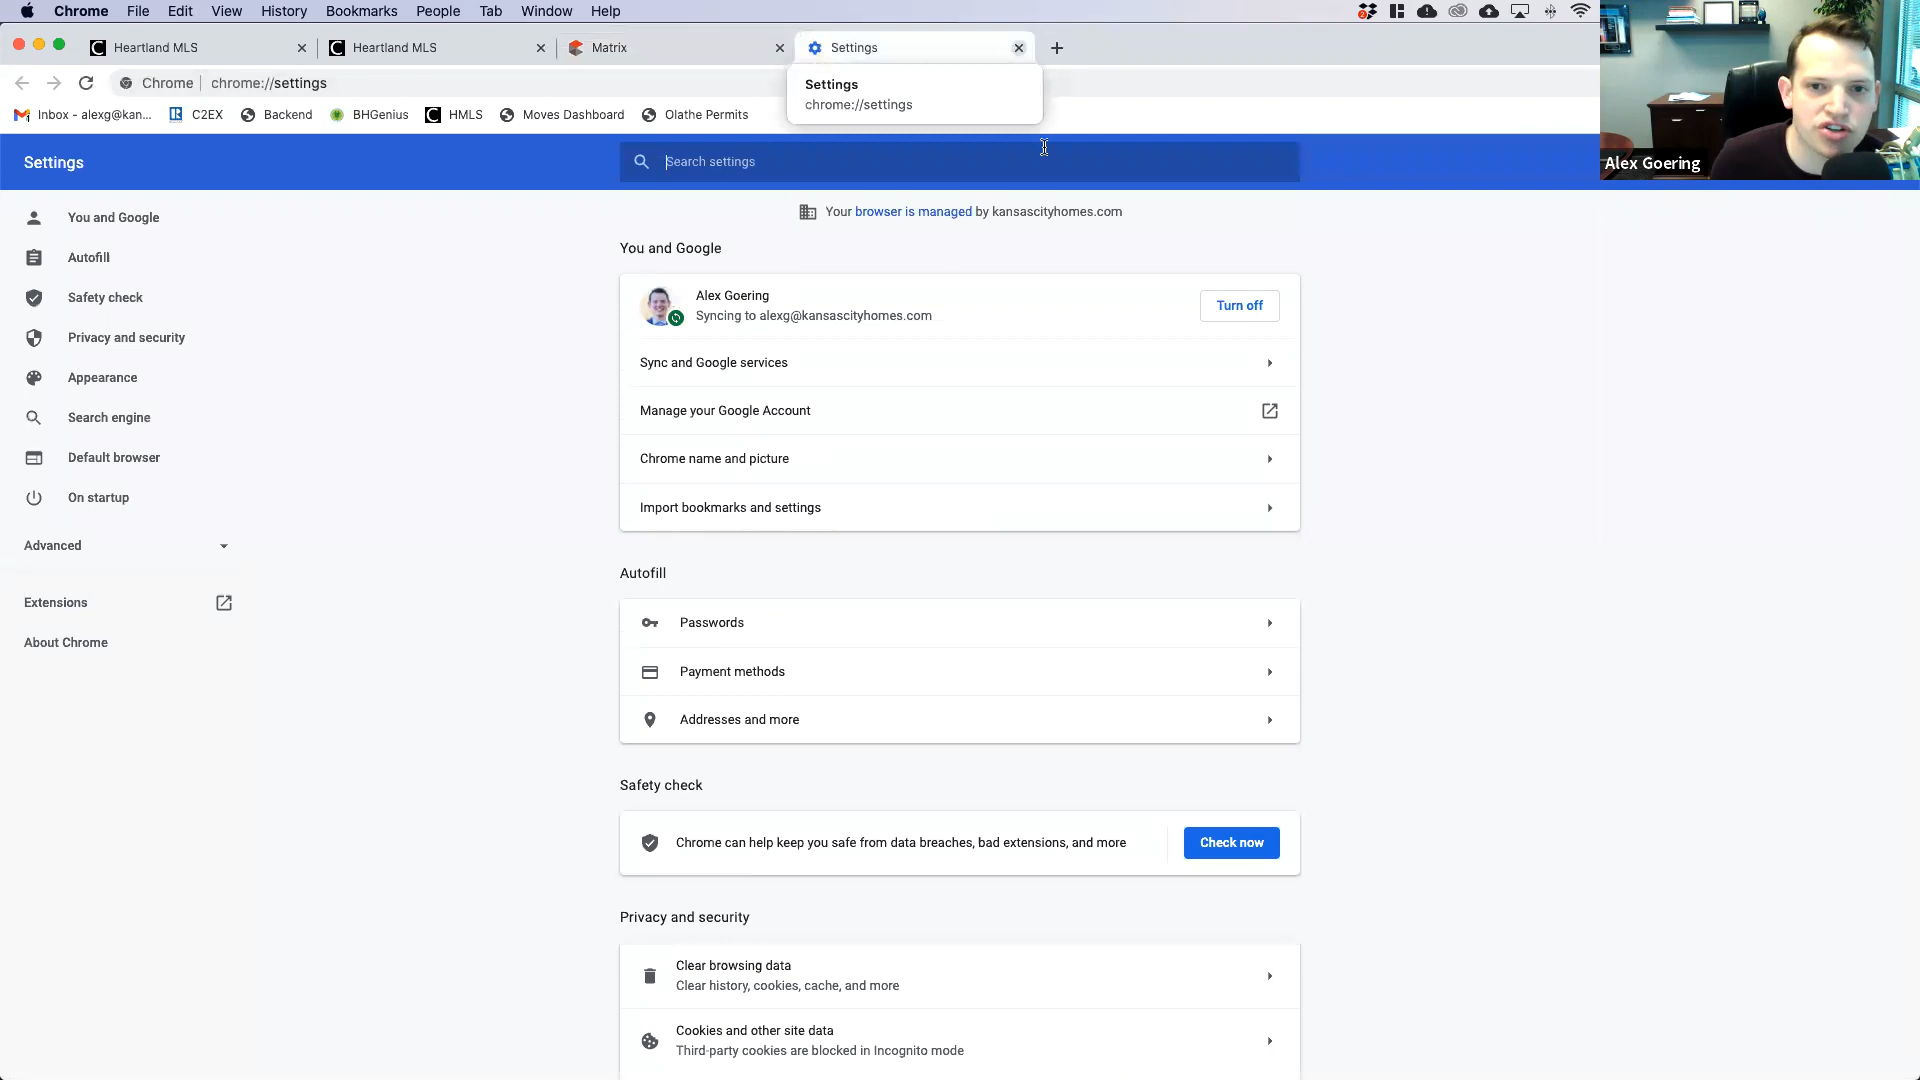 Chrome File Edit View History Bookmarks People Tab Window Help
2
Heartland MLS
Heartland MLS
Matrix
Settings
Chrome chrome://settings
Settings
chrome://settings
Inbox - alexg@kan... C2EX Backend BHGenius HMLS Moves Dashboard Olathe Permits
Settings
Search settings
Alex Goering
You and Google
Autofill
Safety check
Privacy and security
Appearance
Search engine
Default browser
On startup
Advanced
Extensions
About Chrome
Your browser is managed by kansascityhomes.com
You and Google
Alex Goering
Syncing to alexg@kansascityhomes.com
Turn off
Sync and Google services
Manage your Google Account
Chrome name and picture
Import bookmarks and settings
Autofill
Passwords
Payment methods
Addresses and more
Safety check
Chrome can help keep you safe from data breaches, bad extensions, and more
Check now
Privacy and security
Clear browsing data
Clear history, cookies, cache, and more
Cookies and other site data
Third-party cookies are blocked in Incognito mode